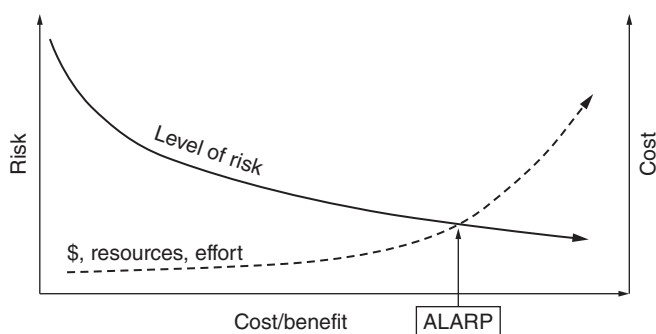 Risk
Cost
Level of risk
$, resources, effort
Cost/benefit
ALARP